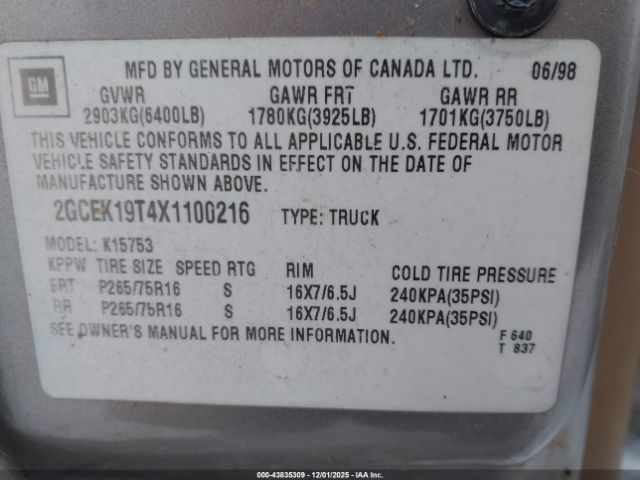 GM
MFD BY GENERAL MOTORS OF CANADA LTD. 06/98
GVWR GAWR FRT GAWR RR
2903KG(6400LB) 1780KG(3925LB) 1701KG(3750LB)
THIS VEHICLE CONFORMS TO ALL APPLICABLE U.S. FEDERAL MOTOR
VEHICLE SAFETY STANDARDS IN EFFECT ON THE DATE OF
MANUFACTURE SHOWN ABOVE.
2GCEK19T4X1100216 TYPE: TRUCK
MODEL: K15753
KPPW TIRE SIZE SPEED RTG RIM COLD TIRE PRESSURE
FRT P265/75R16 S 16X7/6.5J 240KPA(35PSI)
RR P265/75R16 S 16X7/6.5J 240KPA(35PSI)
SEE OWNER'S MANUAL FOR MORE INFORMATION.
F 640
T 837
000-43835309 - 12/01/2025 - IAAI.COM